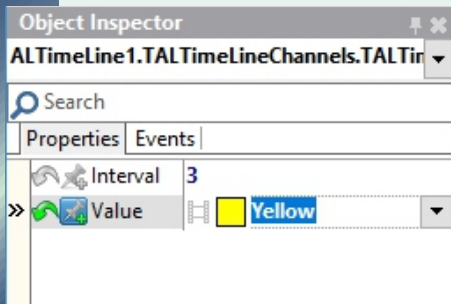 Object Inspector
ALTimeLine1.TALTimeLineChannels.TALTin
Search
Properties Events
Interval 3
Value Yellow